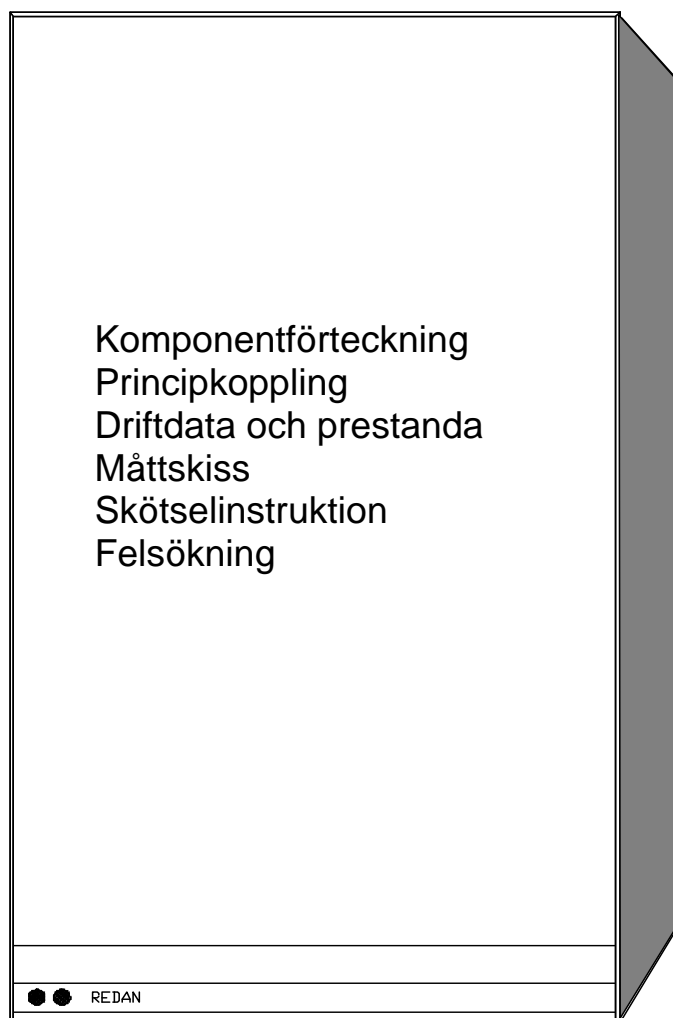 Komponentförteckning
Principkoppling
Driftdata och prestanda
Måttskiss
Skötselinstruktion
Felsökning
REDAN